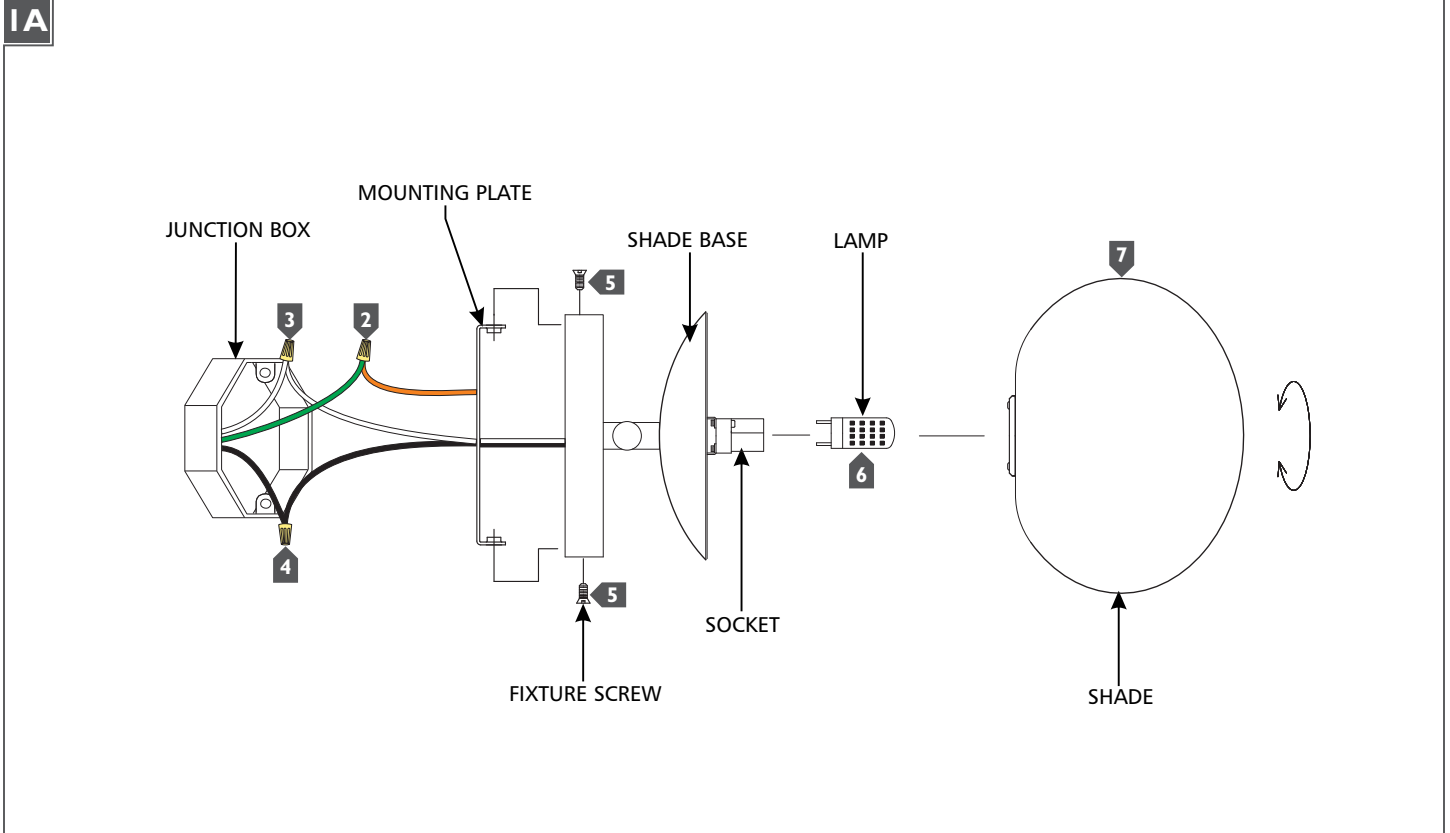 1A
MOUNTING PLATE
JUNCTION BOX
SHADE BASE
LAMP
7
5
3
2
6
4
5
SOCKET
FIXTURE SCREW
SHADE